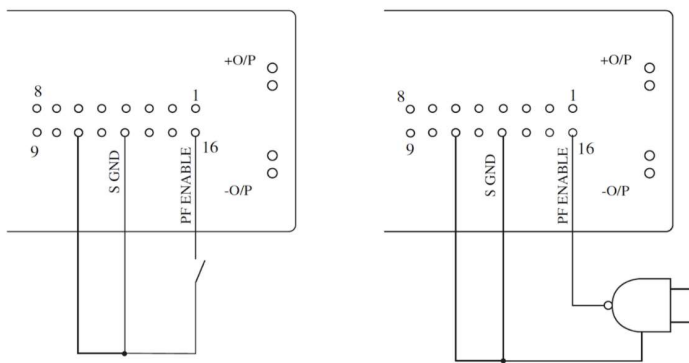 +O/P
8
1
9
16
S GND
PF ENABLE
-O/P
+O/P
8
1
9
16
S GND
PF ENABLE
-O/P